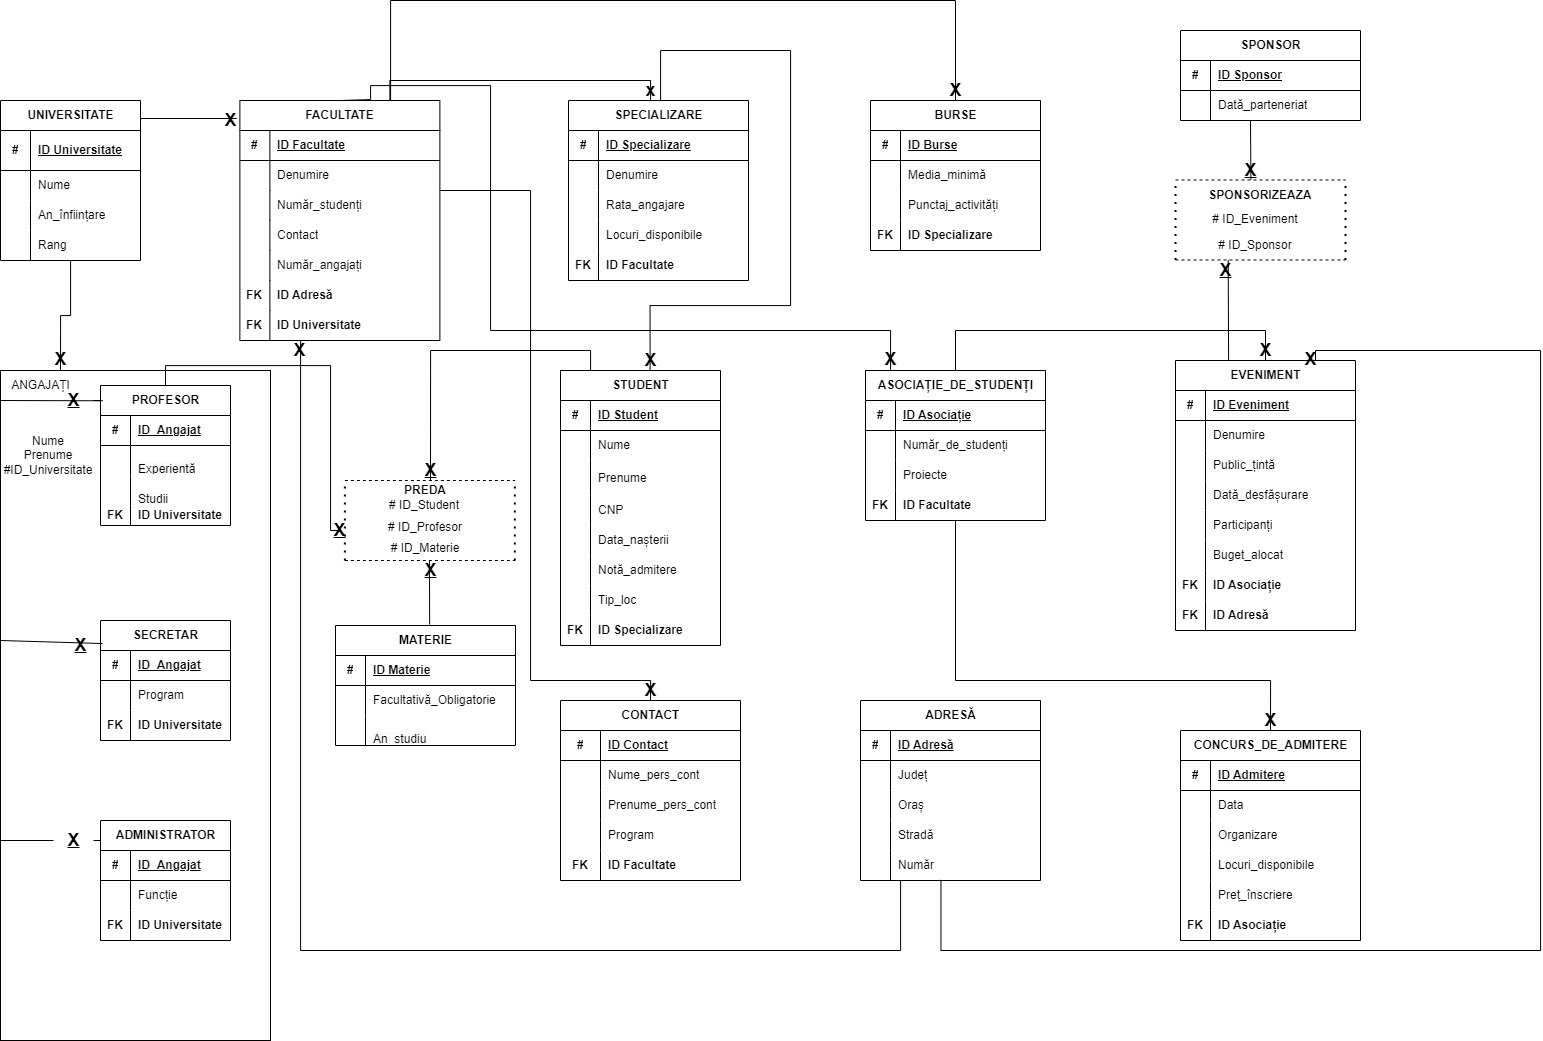 UNIVERSITATE
# ID Universitate
Nume
An_înființare
Rang
X
FACULTATE
# ID Facultate
Denumire
Număr_studenți
Contact
Număr_angajați
FK ID Adresă
FK ID Universitate
X
X
SPECIALIZARE
# ID Specializare
Denumire
Rata_angajare
Locuri_disponibile
FK ID Facultate
X
BURSE
# ID Burse
Media_minimă
Punctaj_activități
FK ID Specializare
SPONSOR
# ID Sponsor
Dată_parteneriat
X
SPONSORIZEAZA
# ID_Eveniment
# ID_Sponsor
X
X
ANGAJAȚI
X
Nume
Prenume
#ID_Universitate
PROFESOR
# ID_Angajat
Experientă
Studii
FK ID Universitate
X
SECRETAR
# ID_Angajat
Program
FK ID Universitate
X
ADMINISTRATOR
# ID_Angajat
Funcție
FK ID Universitate
X
X
PREDA
# ID_Student
# ID_Profesor
# ID_Materie
X
MATERIE
# ID Materie
Facultativă_Obligatorie
An_studiu
X
STUDENT
# ID Student
Nume
Prenume
CNP
Data_nașterii
Notă_admitere
Tip_loc
FK ID Specializare
X
CONTACT
# ID Contact
Nume_pers_cont
Prenume_pers_cont
Program
FK ID Facultate
X
ASOCIAȚIE_DE_STUDENȚI
# ID Asociație
Număr_de_studenți
Proiecte
FK ID Facultate
ADRESĂ
# ID Adresă
Județ
Oraș
Stradă
Număr
X
X
EVENIMENT
# ID Eveniment
Denumire
Public_țintă
Dată_desfășurare
Participanți
Buget_alocat
FK ID Asociație
FK ID Adresă
X
CONCURS_DE_ADMITERE
# ID Admitere
Data
Organizare
Locuri_disponibile
Preț_înscriere
FK ID Asociație